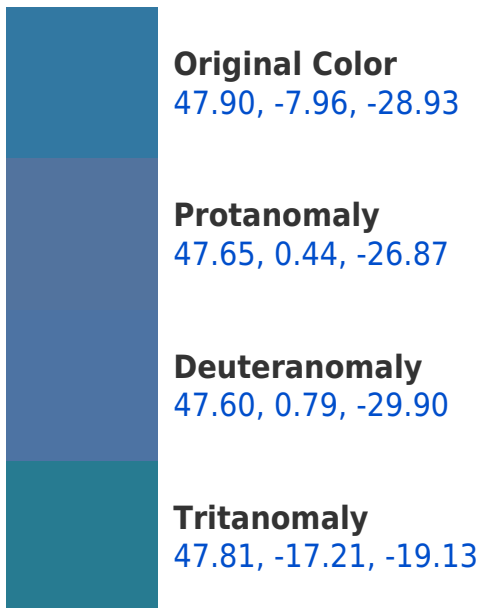 Original Color
47.90, -7.96, -28.93
Protanomaly
47.65, 0.44, -26.87
Deuteranomaly
47.60, 0.79, -29.90
Tritanomaly
47.81, -17.21, -19.13